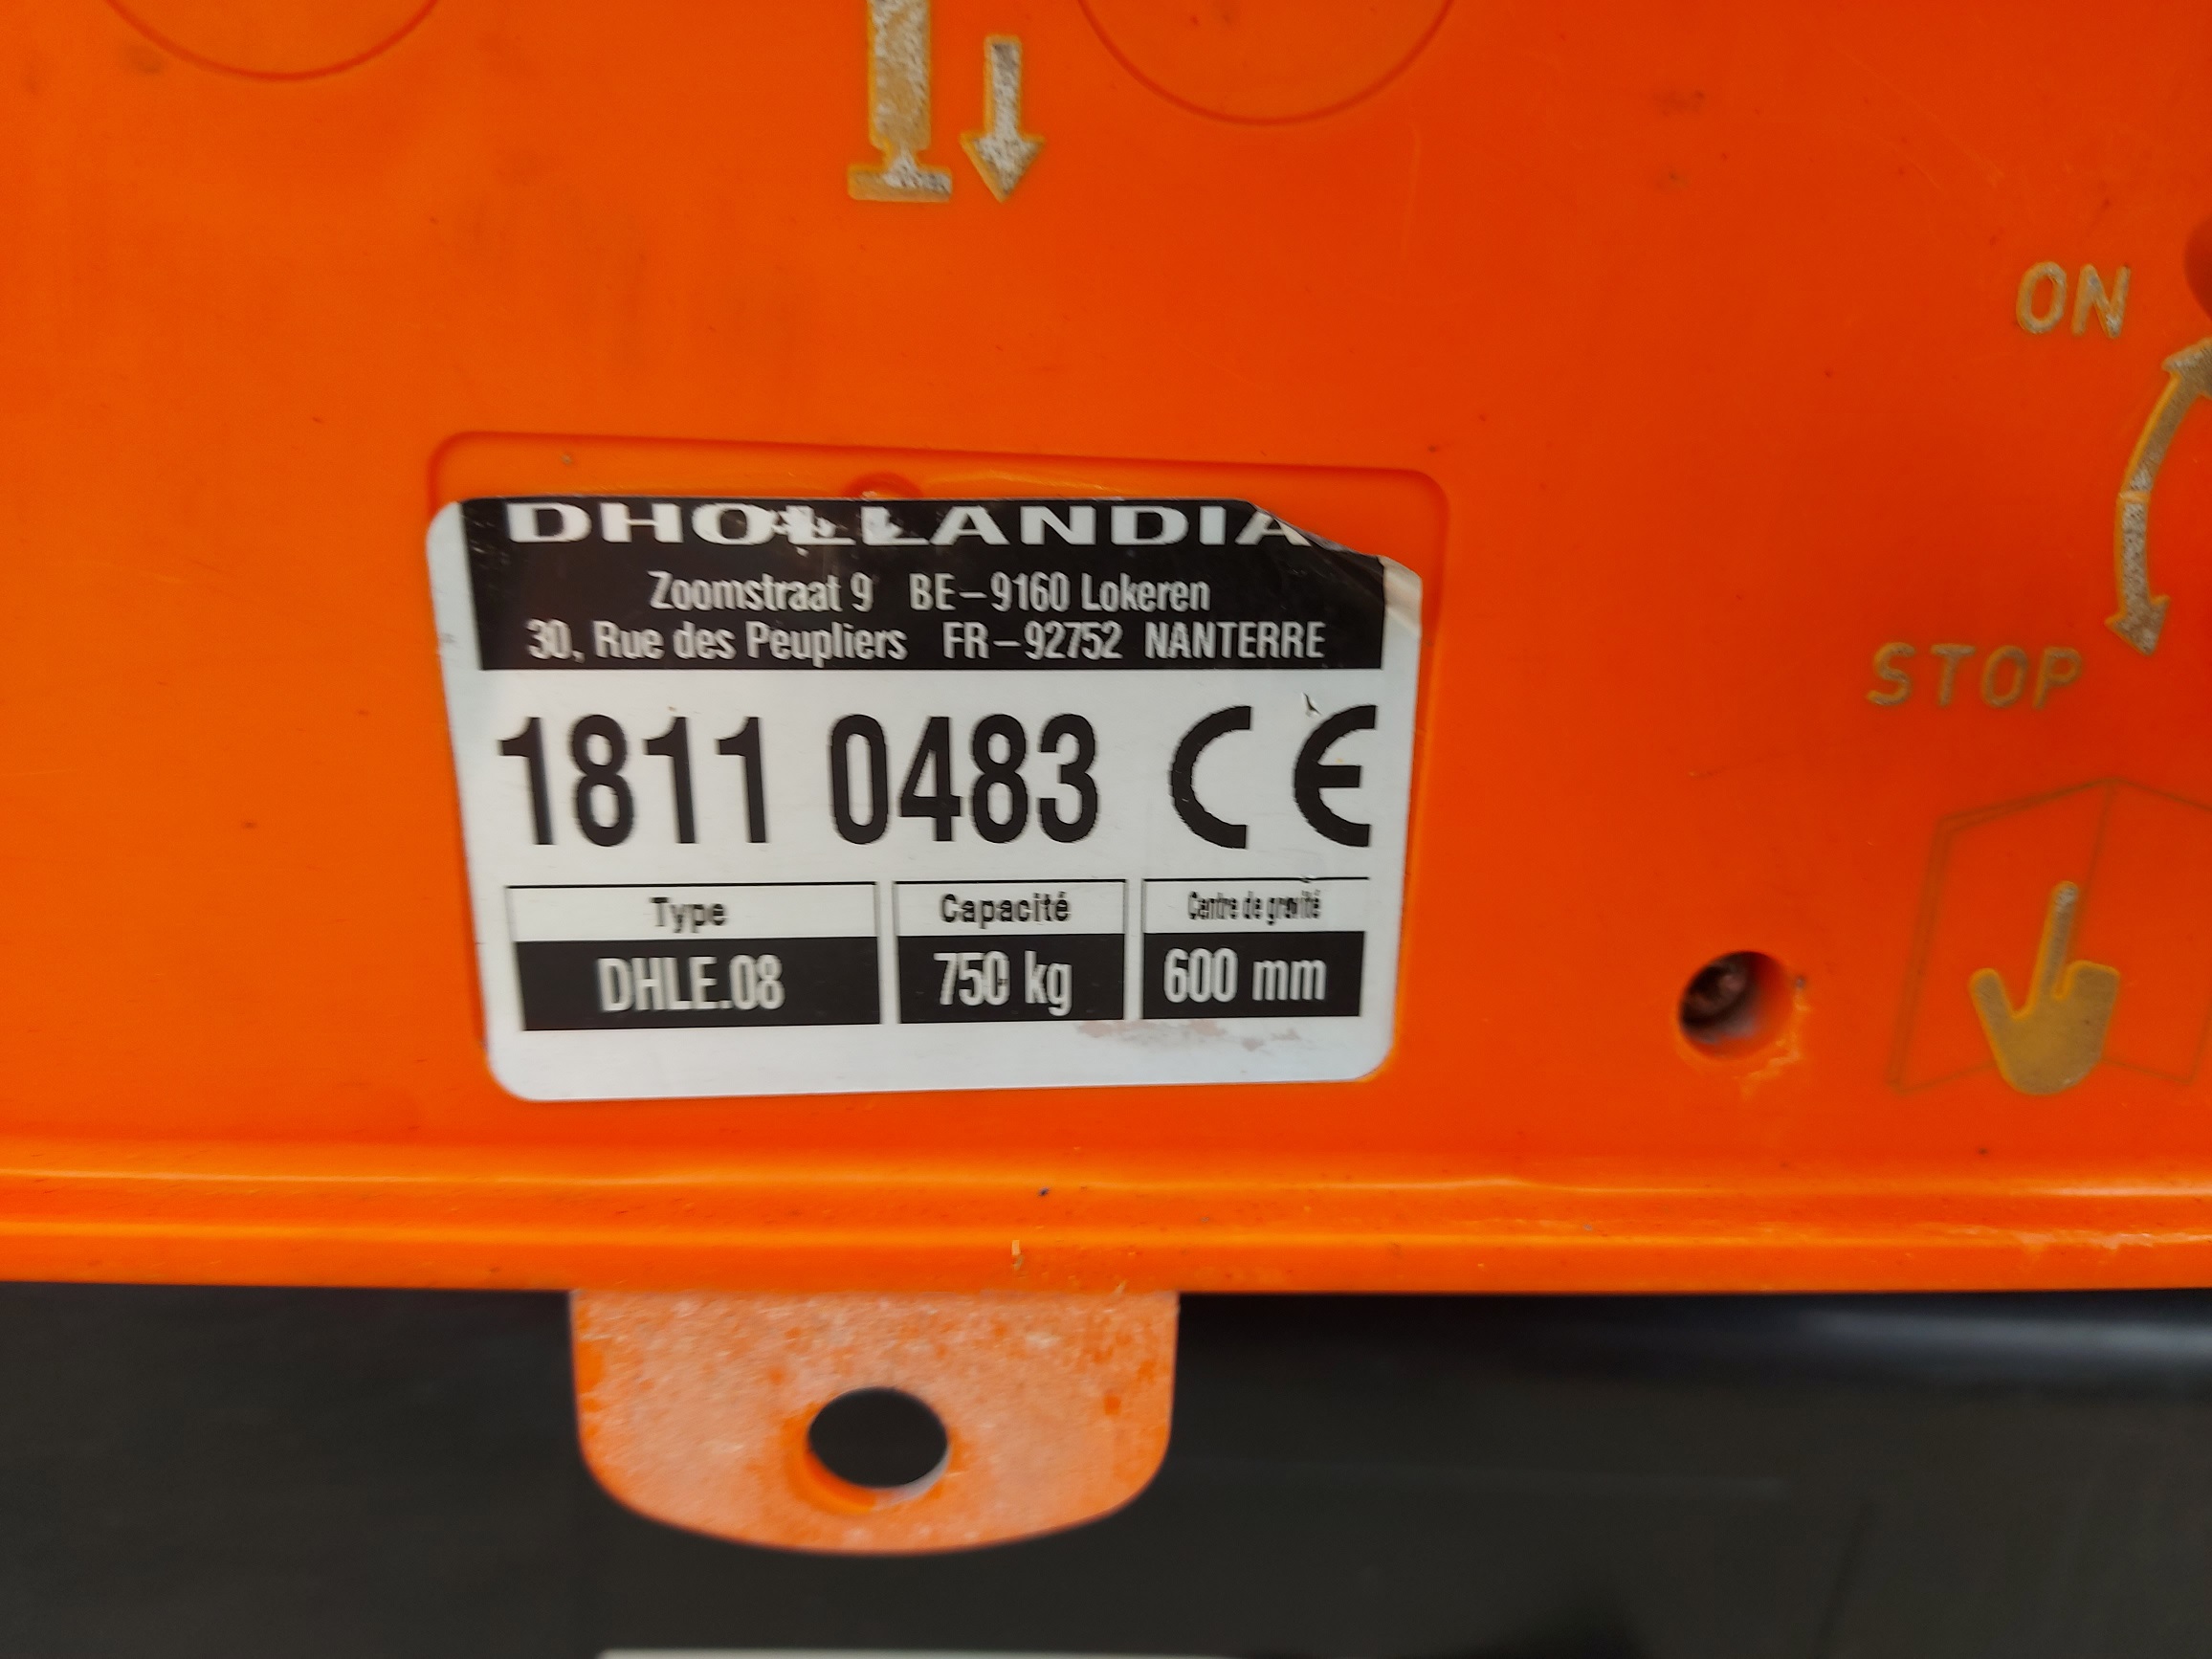 ON
STOP
DHOLLANDIA
Zoomstraat 9 BE-9160 Lokeren
30, Rue des Peupliers FR-92752 NANTERRE
1811 0483 CE
Type Capacité Centre de gravité
DHLE.08 750 kg 600 mm